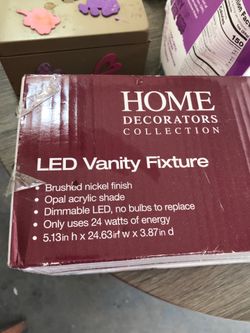 HOME
DECORATORS
COLLECTION
LED Vanity Fixture
• Brushed nickel finish
• Opal acrylic shade
• Dimmable LED, no bulbs to replace
• Only uses 24 watts of energy
• 5.13in h x 24.63in w x 3.87in d